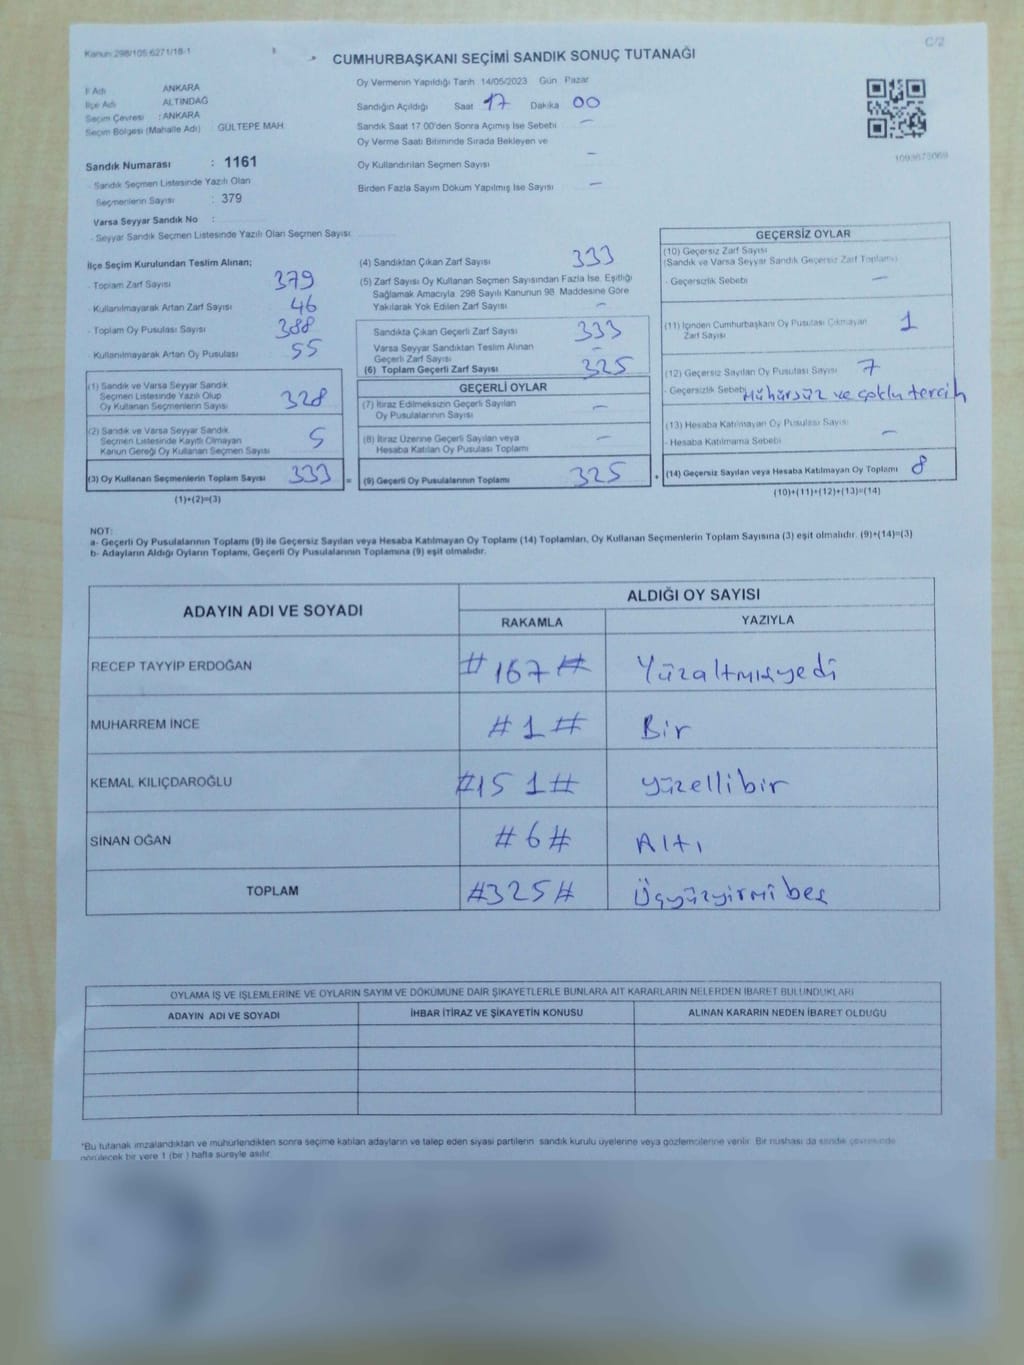 Kanun 298/105 6271/18-1
C/2
CUMHURBAŞKANI SEÇİMİ SANDIK SONUÇ TUTANAĞI
İl Adı ANKARA
İlçe Adı ALTINDAĞ
Seçim Çevresi : ANKARA
Seçim Bölgesi (Mahalle Adı) GÜLTEPE MAH.
Sandık Numarası : 1161
- Sandık Seçmen Listesinde Yazılı Olan
Seçmenlerin Sayısı : 379
Varsa Seyyar Sandık No :
- Seyyar Sandık Seçmen Listesinde Yazılı Olan Seçmen Sayısı
Oy Vermenin Yapıldığı Tarih 14/05/2023 Gün Pazar
Sandığın Açıldığı Saat 17 Dakika 00
Sandık Saat 17.00'den Sonra Açımış İse Sebebi —
Oy Verme Saati Bitiminde Sırada Bekleyen ve
Oy Kullandırılan Seçmen Sayısı —
Birden Fazla Sayım Döküm Yapılmış İse Sayısı —
1093673069
İlçe Seçim Kurulundan Teslim Alınan;
- Toplam Zarf Sayısı 379
- Kullanılmayarak Artan Zarf Sayısı 46
- Toplam Oy Pusulası Sayısı 388
- Kullanılmayarak Artan Oy Pusulası 55
(1) Sandık ve Varsa Seyyar Sandık
Seçmen Listesinde Yazılı Olup
Oy Kullanan Seçmenlerin Sayısı 328
(2) Sandık ve Varsa Seyyar Sandık
Seçmen Listesinde Kayıtlı Olmayan
Kanun Gereği Oy Kullanan Seçmen Sayısı 5
(3) Oy Kullanan Seçmenlerin Toplam Sayısı 333 =
(1)+(2)=(3)
(4) Sandıktan Çıkan Zarf Sayısı 333
(5) Zarf Sayısı Oy Kullanan Seçmen Sayısından Fazla İse, Eşitliği
Sağlamak Amacıyla 298 Sayılı Kanunun 98. Maddesine Göre
Yakılarak Yok Edilen Zarf Sayısı —
Sandıkta Çıkan Geçerli Zarf Sayısı 333
Varsa Seyyar Sandıktan Teslim Alınan
Geçerli Zarf Sayısı —
(6) Toplam Geçerli Zarf Sayısı 325
GEÇERLİ OYLAR
(7) İtiraz Edilmeksizin Geçerli Sayılan
Oy Pusulalarının Sayısı —
(8) İtiraz Üzerine Geçerli Sayılan veya
Hesaba Katılan Oy Pusulası Toplamı —
(9) Geçerli Oy Pusulalarının Toplamı 325 +
GEÇERSİZ OYLAR
(10) Geçersiz Zarf Sayısı
(Sandık ve Varsa Seyyar Sandık Geçersiz Zarf Toplamı)
- Geçersizlik Sebebi —
(11) İçinden Cumhurbaşkanı Oy Pusulası Çıkmayan
Zarf Sayısı 1
(12) Geçersiz Sayılan Oy Pusulası Sayısı 7
- Geçersizlik Sebebi Mühürsüz ve çoklu tercih
(13) Hesaba Katılmayan Oy Pusulası Sayısı
- Hesaba Katılmama Sebebi —
(14) Geçersiz Sayılan veya Hesaba Katılmayan Oy Toplamı 8
(10)+(11)+(12)+(13)=(14)
NOT:
a- Geçerli Oy Pusulalarının Toplamı (9) ile Geçersiz Sayılan veya Hesaba Katılmayan Oy Toplamı (14) Toplamları, Oy Kullanan Seçmenlerin Toplam Sayısına (3) eşit olmalıdır. (9)+(14)=(3)
b- Adayların Aldığı Oyların Toplamı, Geçerli Oy Pusulalarının Toplamına (9) eşit olmalıdır.
ADAYIN ADI VE SOYADI
ALDIĞI OY SAYISI
RAKAMLA YAZIYLA
RECEP TAYYİP ERDOĞAN #167# Yüzaltmışyedi
MUHARREM İNCE #1# Bir
KEMAL KILIÇDAROĞLU #151# yüzellibir
SİNAN OĞAN #6# Altı
TOPLAM #325# Üçyüzyirmibeş
OYLAMA İŞ VE İŞLEMLERİNE VE OYLARIN SAYIM VE DÖKÜMÜNE DAİR ŞİKAYETLERLE BUNLARA AİT KARARLARIN NELERDEN İBARET BULUNDUKLARI
ADAYIN ADI VE SOYADI İHBAR İTİRAZ VE ŞİKAYETİN KONUSU ALINAN KARARIN NEDEN İBARET OLDUĞU
*Bu tutanak imzalandıktan ve mühürlendikten sonra seçime katılan adayların ve talep eden siyasi partilerin sandık kurulu üyelerine veya gözlemcilerine verilir. Bir nüshası da sandık çevresinde
görülecek bir yere 1 (bir ) hafta süreyle asılır.